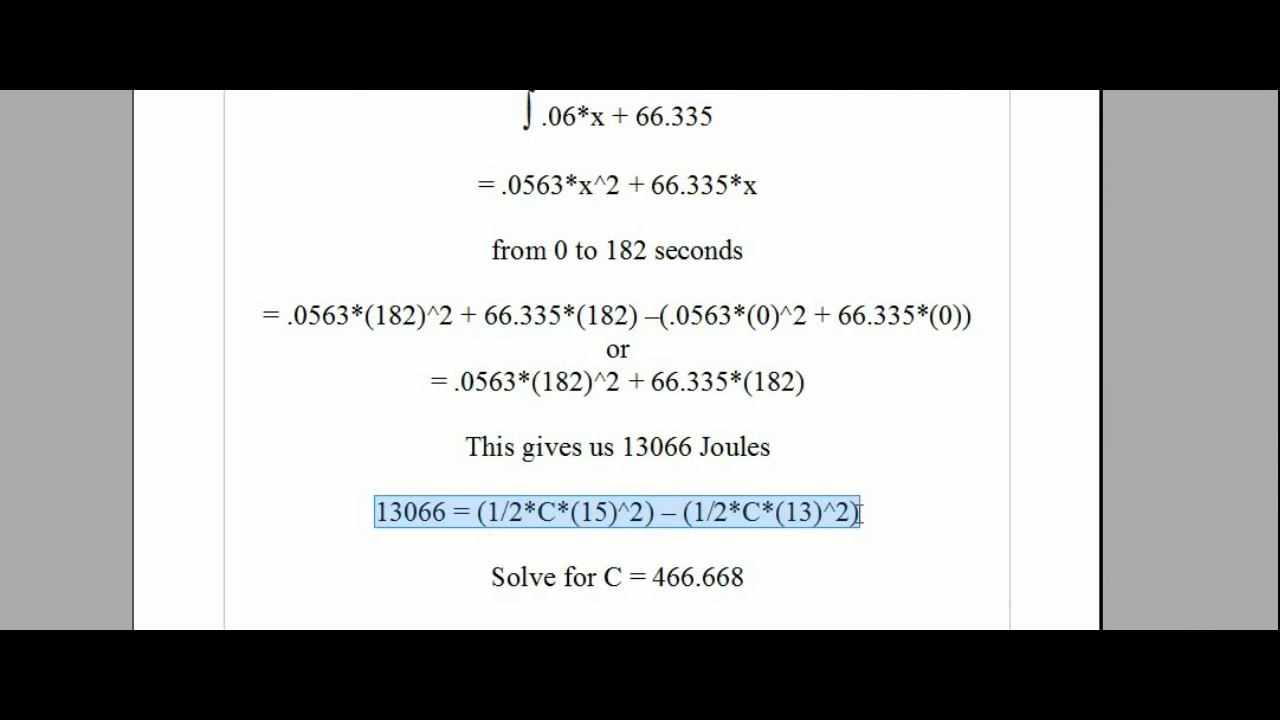 ∫ .06*x + 66.335
= .0563*x^2 + 66.335*x
from 0 to 182 seconds
= .0563*(182)^2 + 66.335*(182) –(.0563*(0)^2 + 66.335*(0))
or
= .0563*(182)^2 + 66.335*(182)
This gives us 13066 Joules
13066 = (1/2*C*(15)^2) – (1/2*C*(13)^2)
Solve for C = 466.668